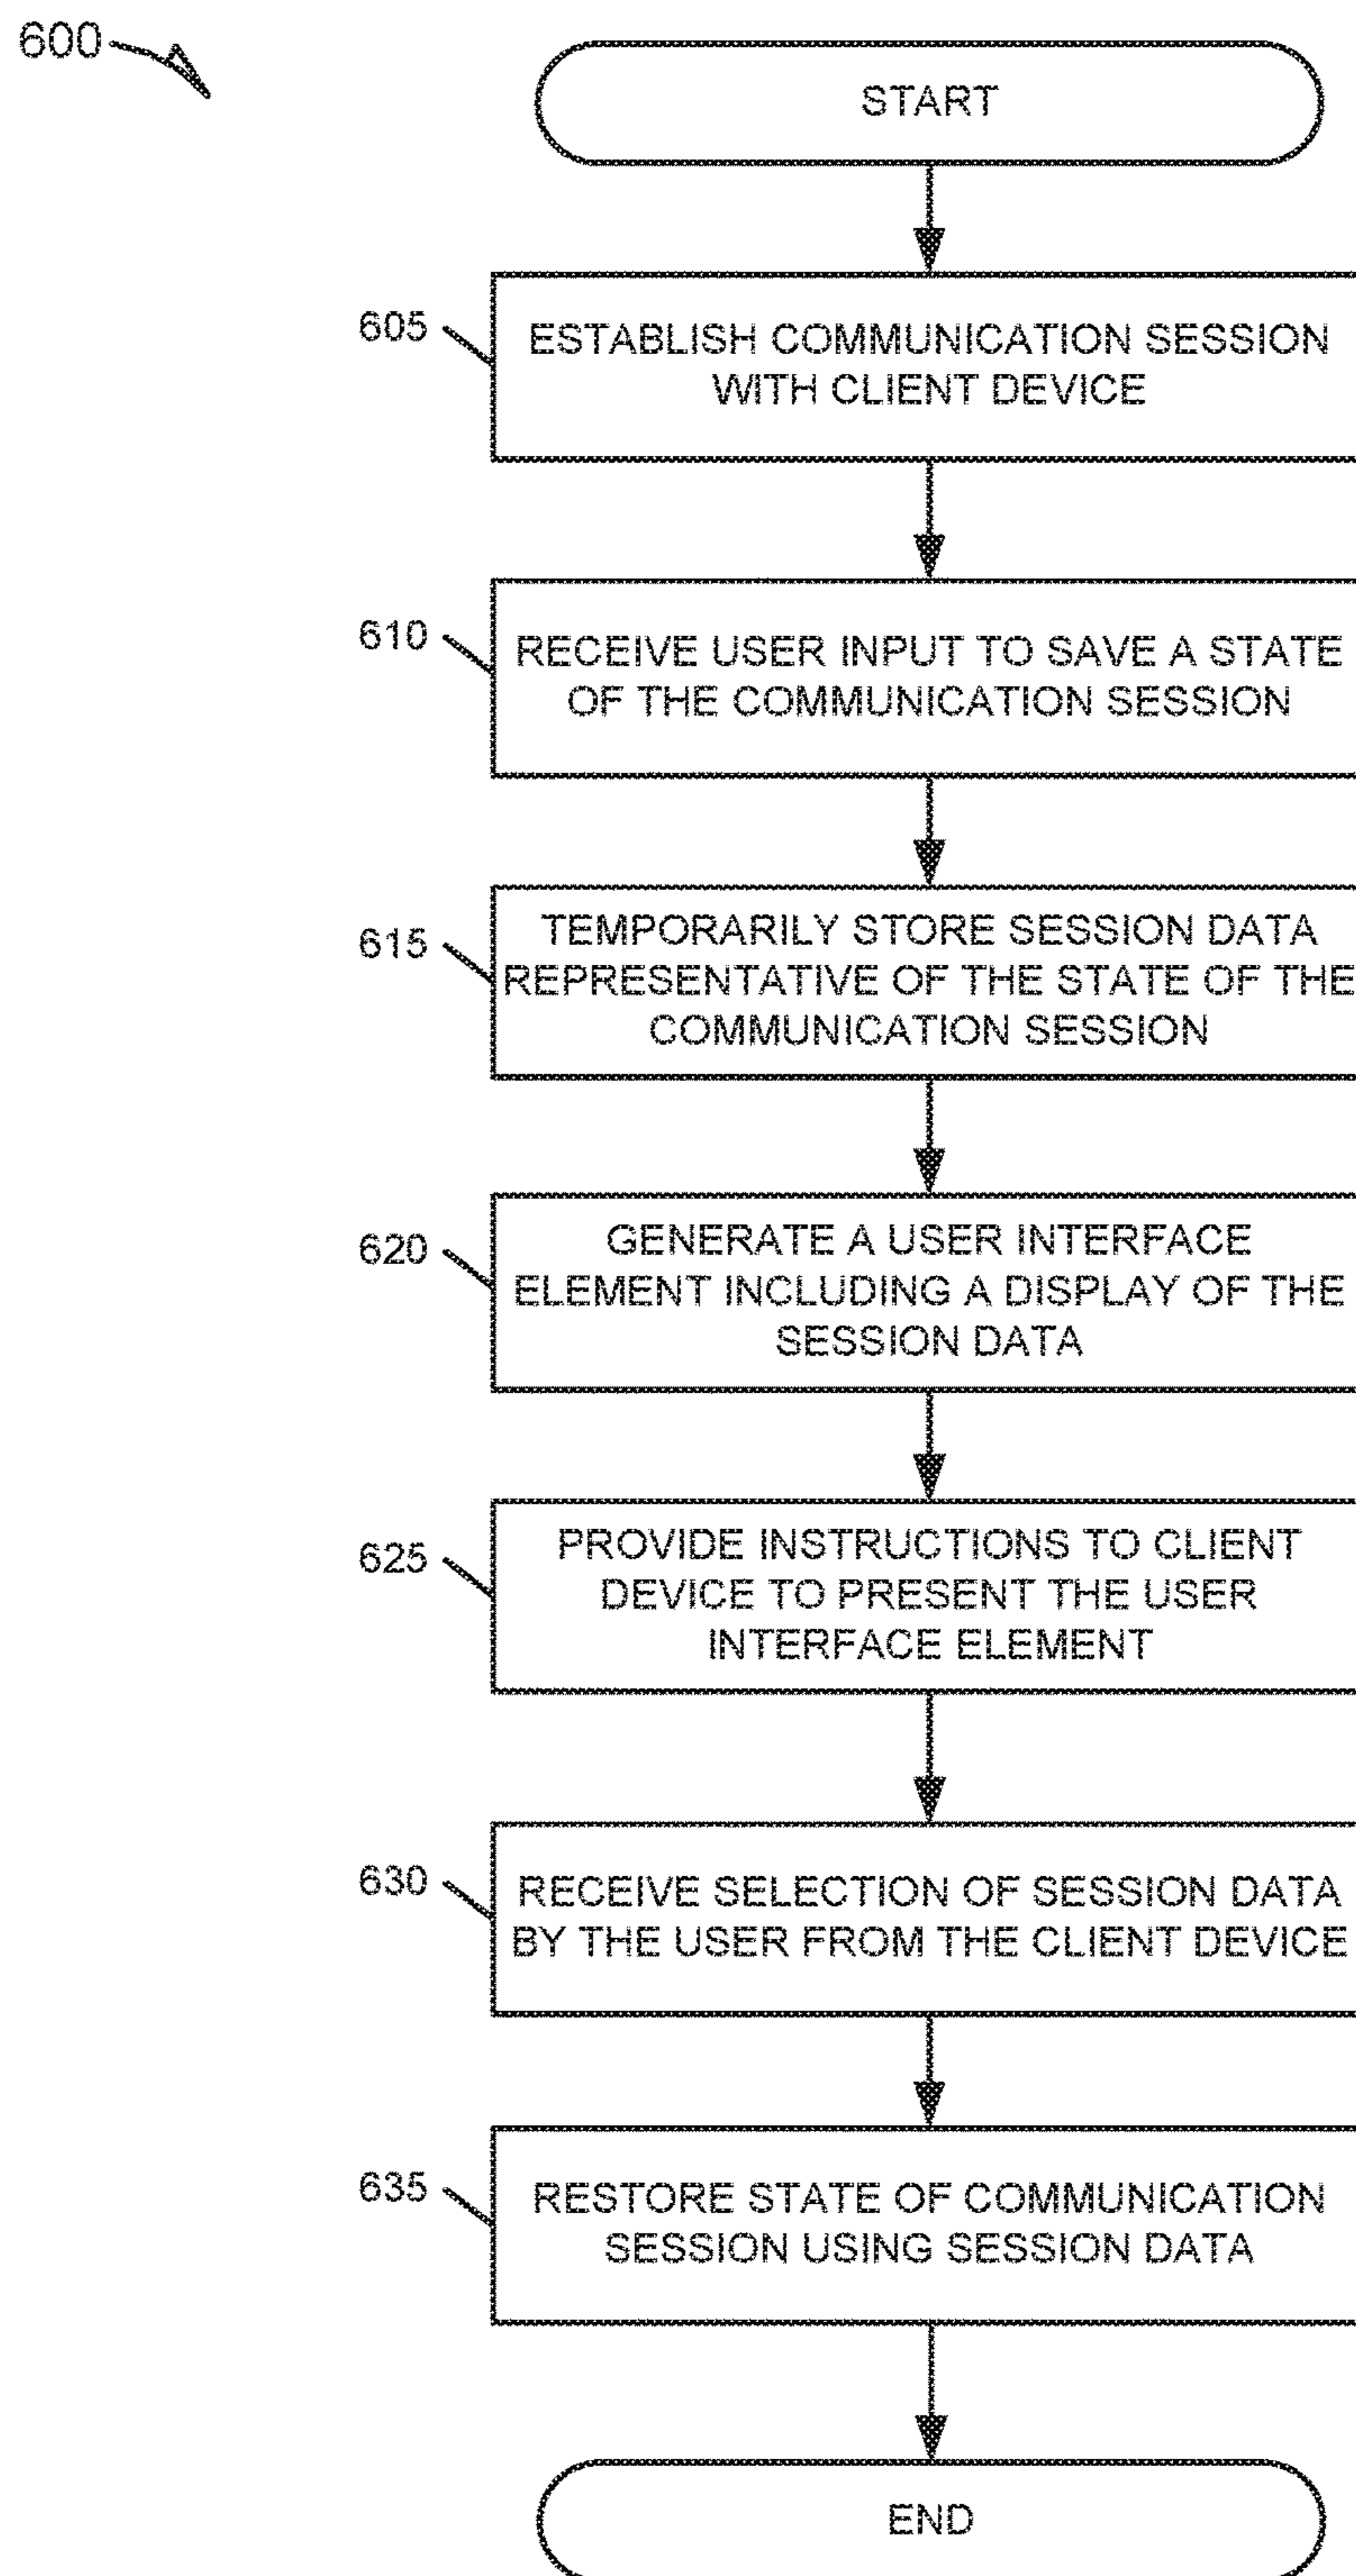 600
START
605
ESTABLISH COMMUNICATION SESSION
WITH CLIENT DEVICE
610
RECEIVE USER INPUT TO SAVE A STATE
OF THE COMMUNICATION SESSION
615
TEMPORARILY STORE SESSION DATA
REPRESENTATIVE OF THE STATE OF THE
COMMUNICATION SESSION
620
GENERATE A USER INTERFACE
ELEMENT INCLUDING A DISPLAY OF THE
SESSION DATA
625
PROVIDE INSTRUCTIONS TO CLIENT
DEVICE TO PRESENT THE USER
INTERFACE ELEMENT
630
RECEIVE SELECTION OF SESSION DATA
BY THE USER FROM THE CLIENT DEVICE
635
RESTORE STATE OF COMMUNICATION
SESSION USING SESSION DATA
END